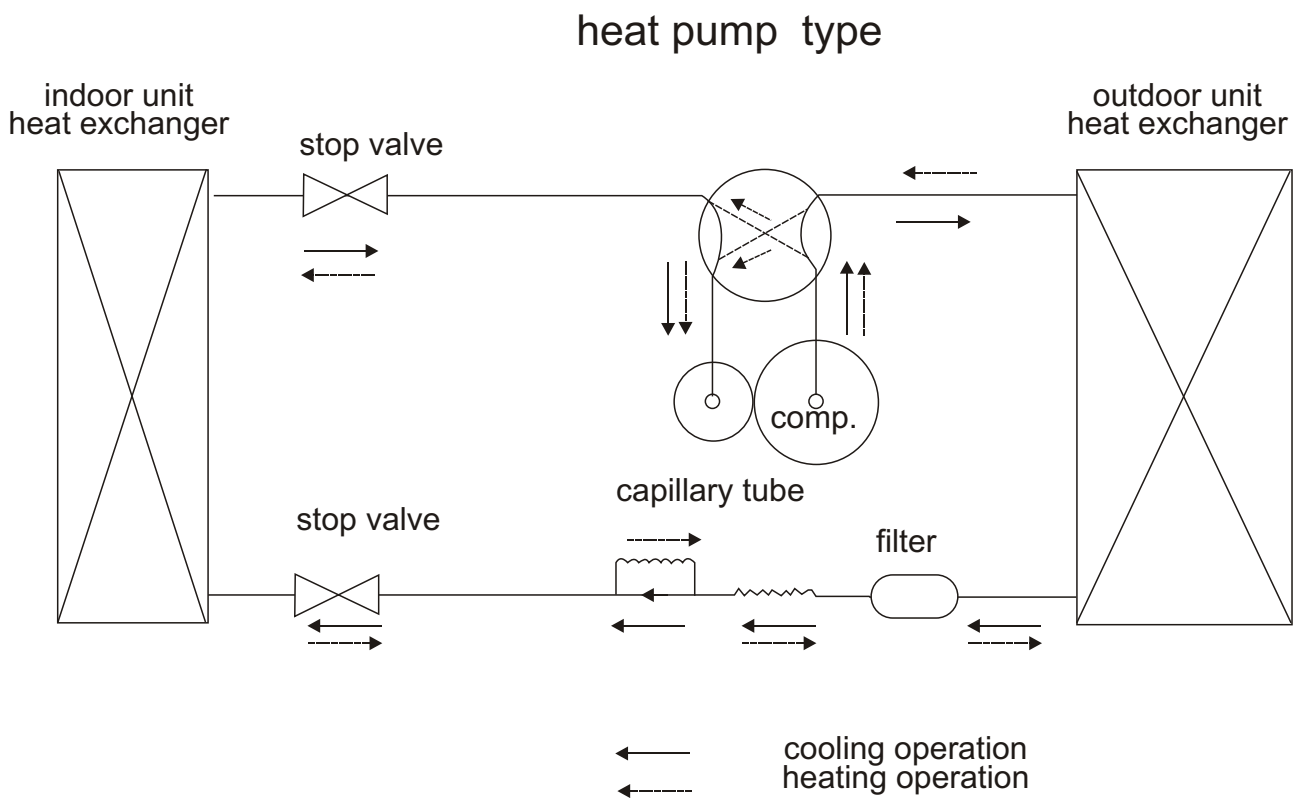 heat pump type
indoor unit
heat exchanger
outdoor unit
heat exchanger
stop valve
comp.
capillary tube
stop valve
filter
cooling operation
heating operation